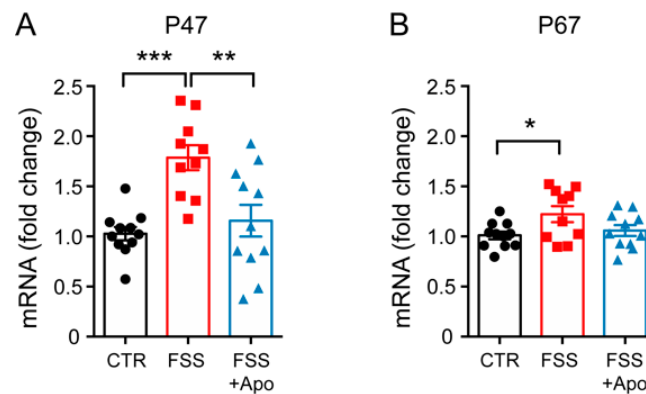 A
P47
***
**
mRNA (fold change)
2.5
2.0
1.5
1.0
0.5
0
CTR
FSS
FSS
+Apo
B
P67
*
mRNA (fold change)
2.5
2.0
1.5
1.0
0.5
0
CTR
FSS
FSS
+Apo